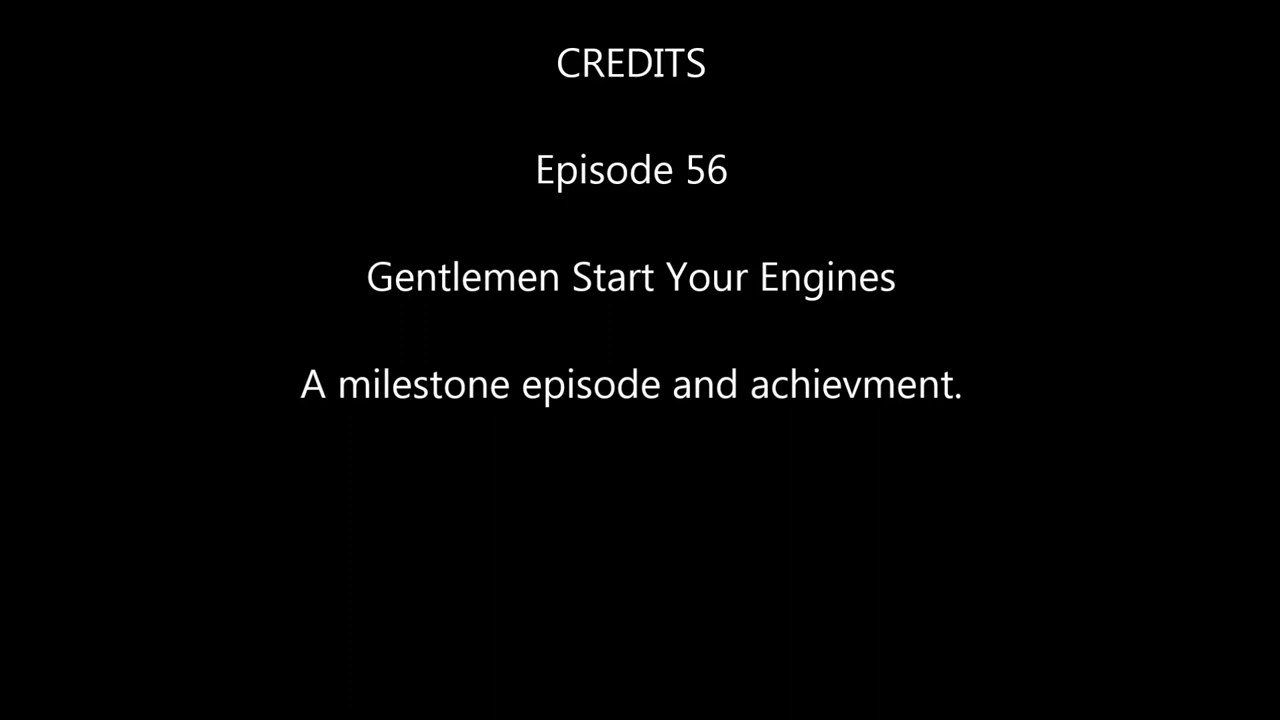 CREDITS
Episode 56
Gentlemen Start Your Engines
A milestone episode and achievment.